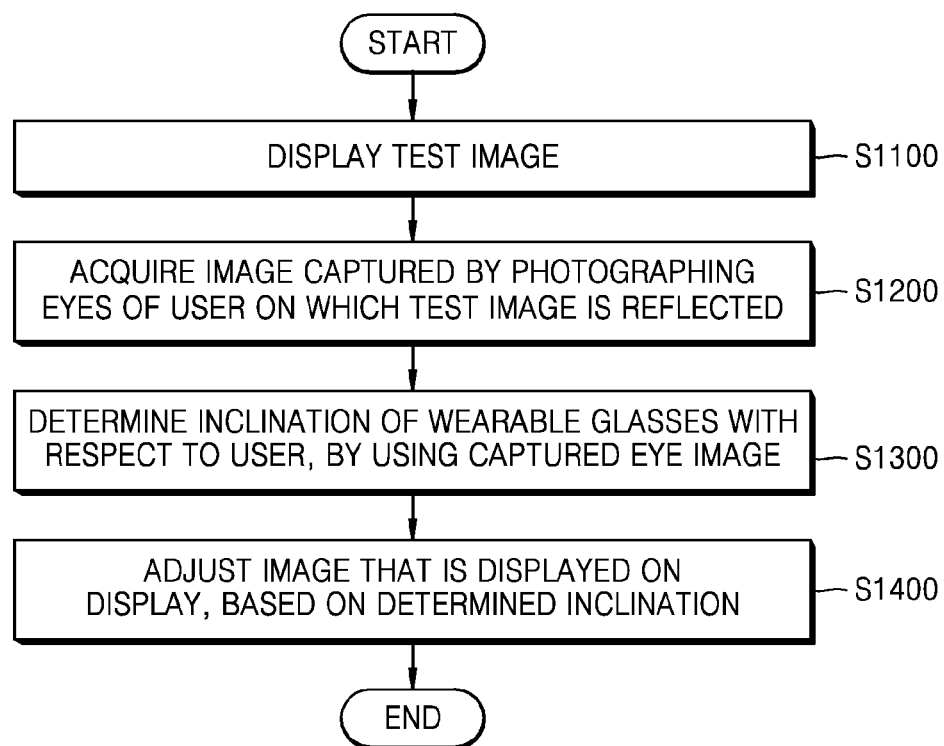 START
DISPLAY TEST IMAGE
S1100
ACQUIRE IMAGE CAPTURED BY PHOTOGRAPHING
EYES OF USER ON WHICH TEST IMAGE IS REFLECTED
S1200
DETERMINE INCLINATION OF WEARABLE GLASSES WITH
RESPECT TO USER, BY USING CAPTURED EYE IMAGE
S1300
ADJUST IMAGE THAT IS DISPLAYED ON
DISPLAY, BASED ON DETERMINED INCLINATION
S1400
END